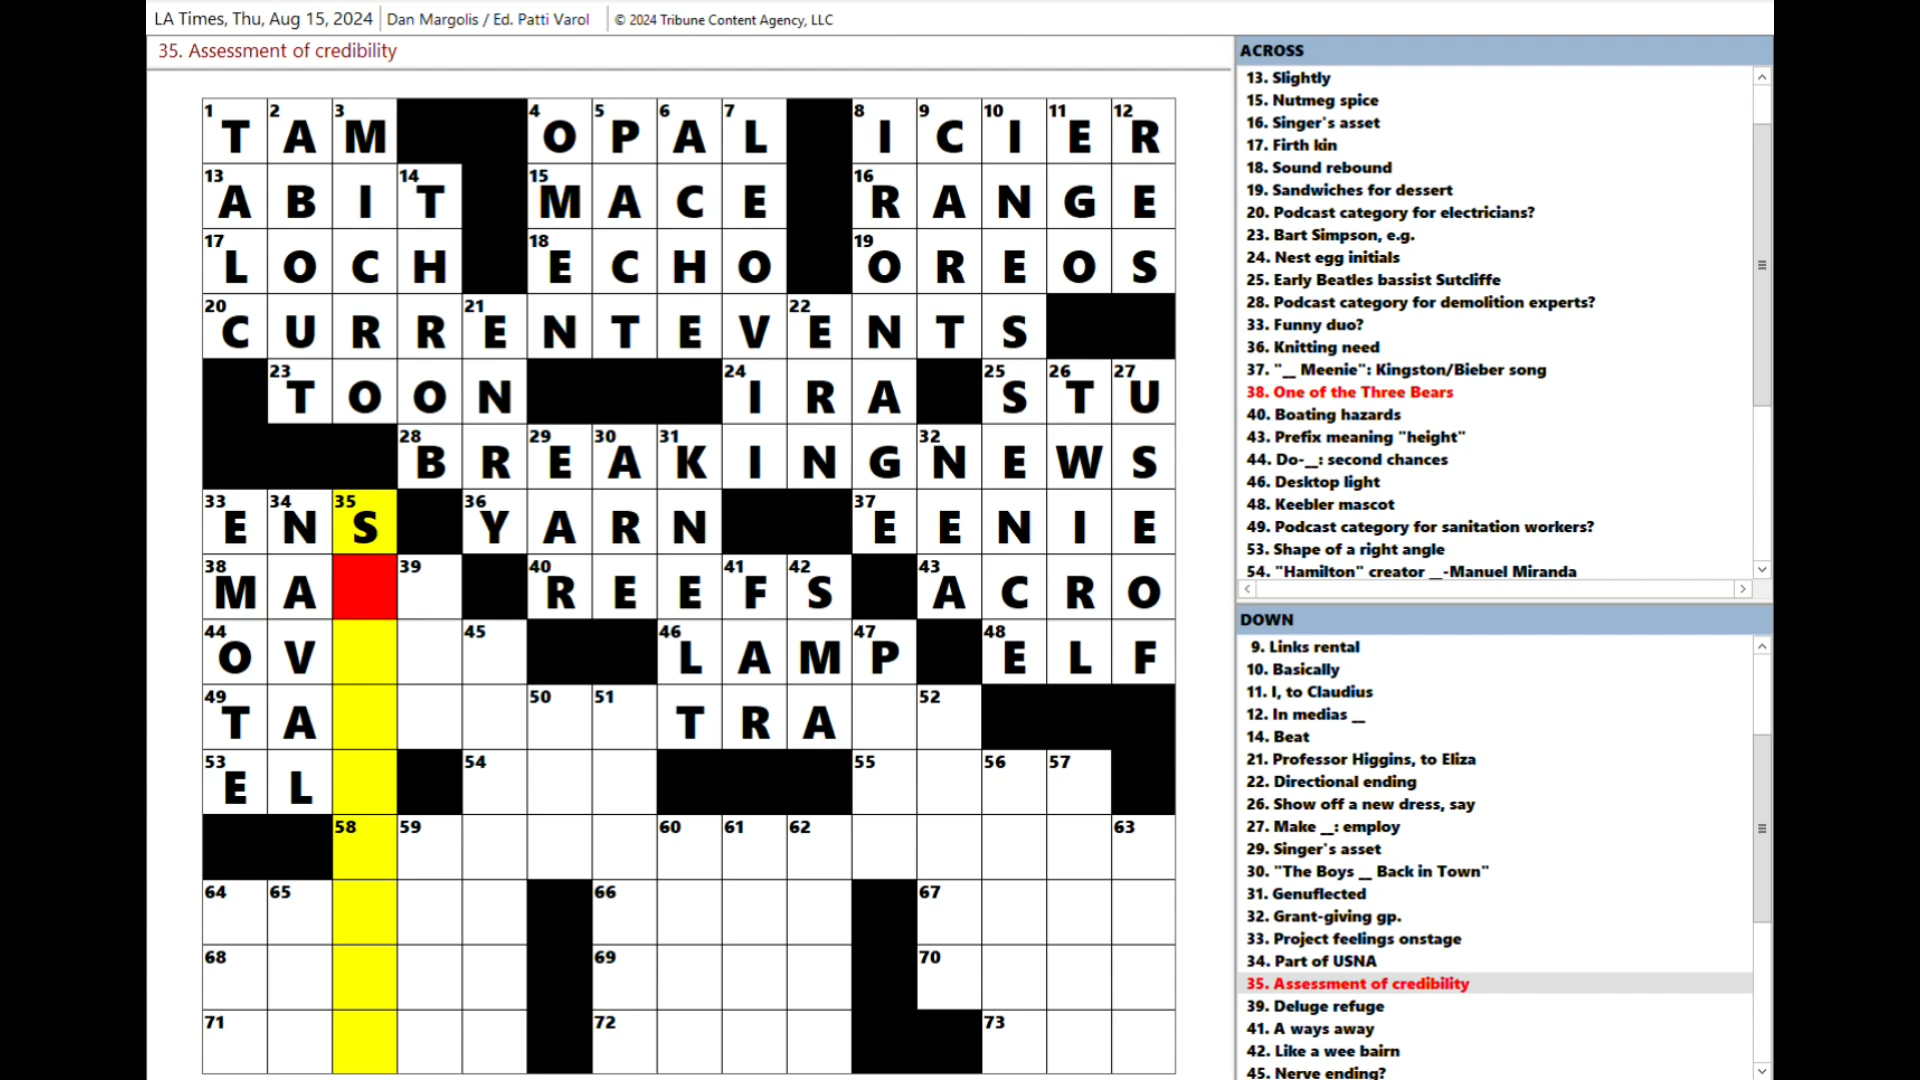 LA Times, Thu, Aug 15, 2024 Dan Margolis / Ed. Patti Varol © 2024 Tribune Content Agency, LLC
35. Assessment of credibility
1 T 2 A 3 M 4 O 5 P 6 A 7 L 8 I 9 C 10 I 11 E 12 R
13 A B I 14 T 15 M A C E 16 R A N G E
17 L O C H 18 E C H O 19 O R E O S
20 C U R R 21 E N T E V 22 E N T S
23 T O O N 24 I R A 25 S 26 T 27 U
28 B R 29 E 30 A 31 K I N G 32 N E W S
33 E 34 N 35 S 36 Y A R N 37 E E N I E
38 M A 39 40 R E E 41 F 42 S 43 A C R O
44 O V 45 46 L A M 47 P 48 E L F
49 T A 50 51 T R A 52
53 E L 54 55 56 57
58 59 60 61 62 63
64 65 66 67
68 69 70
71 72 73
ACROSS
13. Slightly
15. Nutmeg spice
16. Singer's asset
17. Firth kin
18. Sound rebound
19. Sandwiches for dessert
20. Podcast category for electricians?
23. Bart Simpson, e.g.
24. Nest egg initials
25. Early Beatles bassist Sutcliffe
28. Podcast category for demolition experts?
33. Funny duo?
36. Knitting need
37. "__ Meenie": Kingston/Bieber song
38. One of the Three Bears
40. Boating hazards
43. Prefix meaning "height"
44. Do-__: second chances
46. Desktop light
48. Keebler mascot
49. Podcast category for sanitation workers?
53. Shape of a right angle
54. "Hamilton" creator __-Manuel Miranda
DOWN
9. Links rental
10. Basically
11. I, to Claudius
12. In medias __
14. Beat
21. Professor Higgins, to Eliza
22. Directional ending
26. Show off a new dress, say
27. Make __: employ
29. Singer's asset
30. "The Boys __ Back in Town"
31. Genuflected
32. Grant-giving gp.
33. Project feelings onstage
34. Part of USNA
35. Assessment of credibility
39. Deluge refuge
41. A ways away
42. Like a wee bairn
45. Nerve ending?